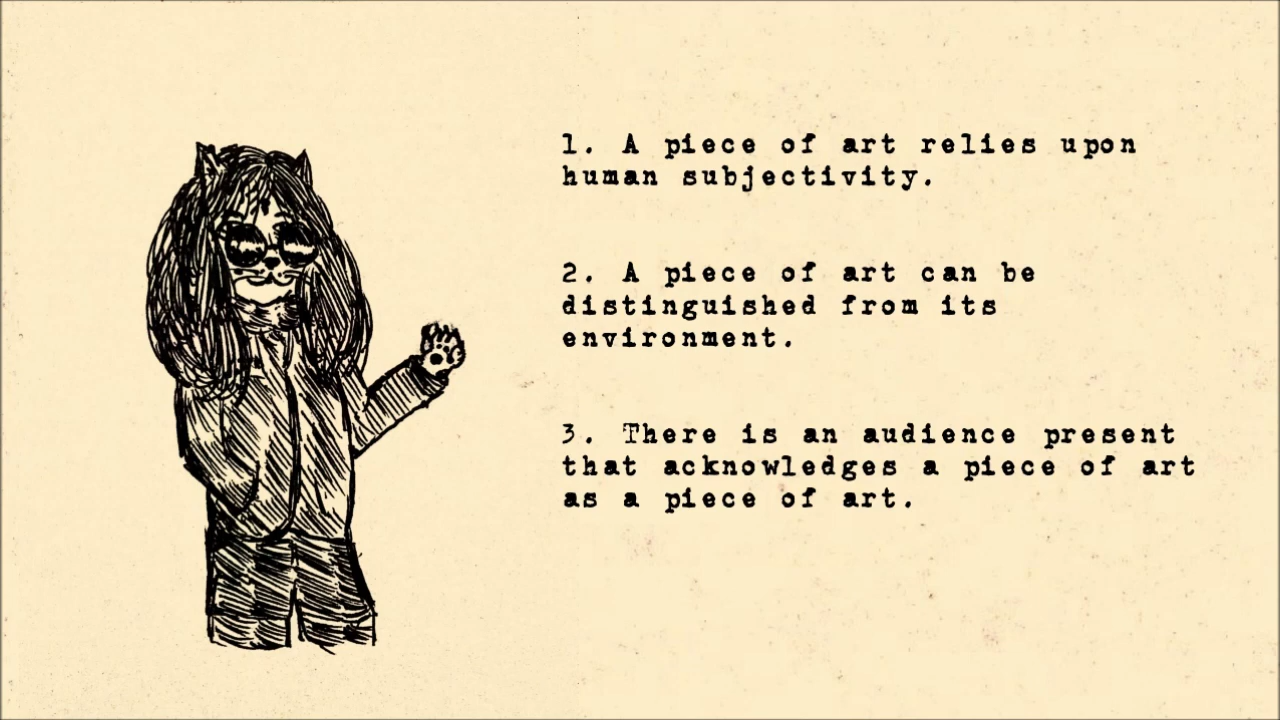 1. A piece of art relies upon
human subjectivity.
2. A piece of art can be
distinguished from its
environment.
3. There is an audience present
that acknowledges a piece of art
as a piece of art.